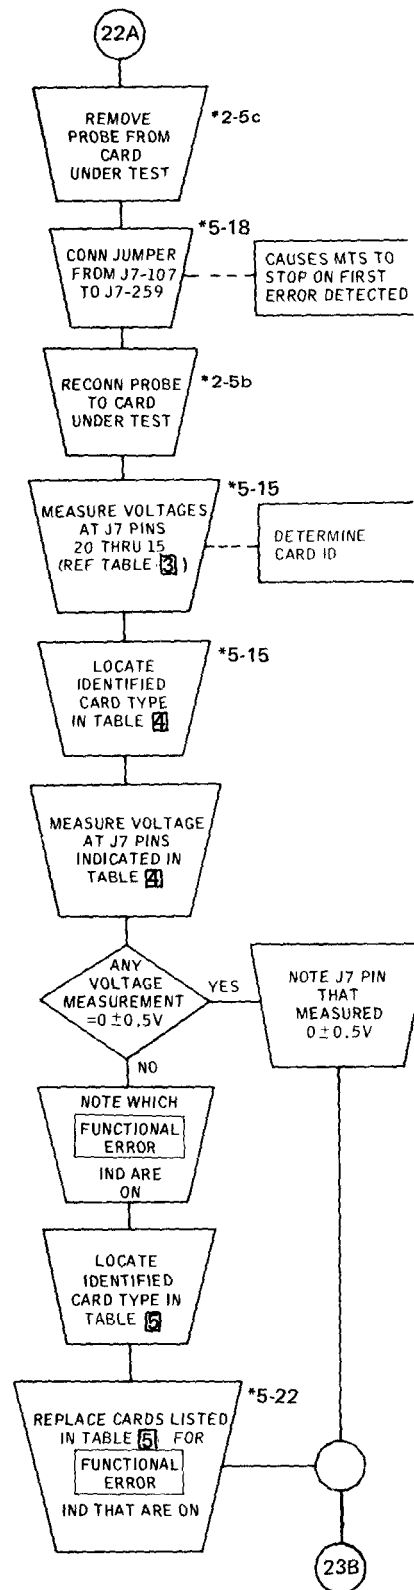 22A
REMOVE
PROBE FROM
CARD
UNDER TEST
*2-5c
CONN JUMPER
FROM J7-107
TO J7-259
*5-18
CAUSES MTS TO
STOP ON FIRST
ERROR DETECTED
RECONN PROBE
TO CARD
UNDER TEST
*2-5b
MEASURE VOLTAGES
AT J7 PINS
20 THRU 15
(REF TABLE 3)
*5-15
DETERMINE
CARD ID
LOCATE
IDENTIFIED
CARD TYPE
IN TABLE 4
*5-15
MEASURE VOLTAGE
AT J7 PINS
INDICATED IN
TABLE 4
ANY
VOLTAGE
MEASUREMENT
=0±0.5V
YES
NOTE J7 PIN
THAT
MEASURED
0±0.5V
NO
NOTE WHICH
FUNCTIONAL
ERROR
IND ARE
ON
LOCATE
IDENTIFIED
CARD TYPE IN
TABLE 5
REPLACE CARDS LISTED
IN TABLE 5 FOR
FUNCTIONAL
ERROR
IND THAT ARE ON
*5-22
23B